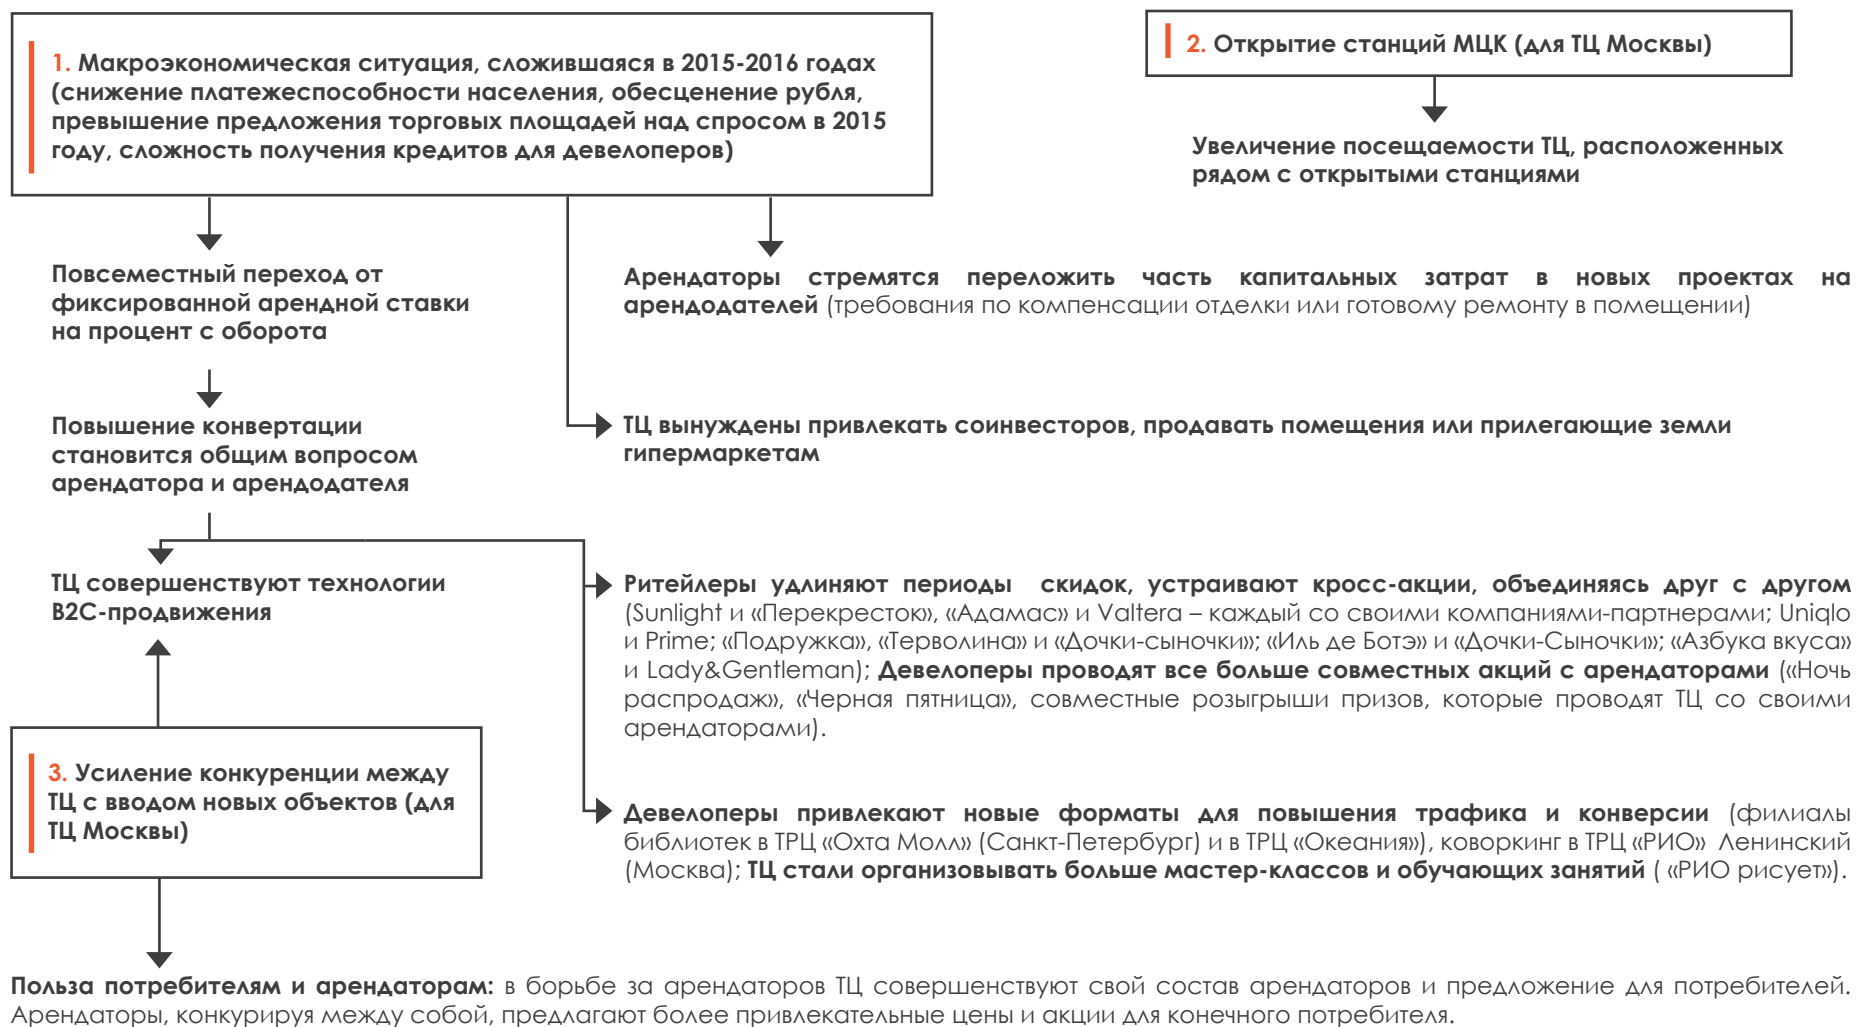 1. Макроэкономическая ситуация, сложившаяся в 2015-2016 годах
(снижение платежеспособности населения, обесценение рубля,
превышение предложения торговых площадей над спросом в 2015
году, сложность получения кредитов для девелоперов)
2. Открытие станций МЦК (для ТЦ Москвы)
Увеличение посещаемости ТЦ, расположенных
рядом с открытыми станциями
Повсеместный переход от
фиксированной арендной ставки
на процент с оборота
Арендаторы стремятся переложить часть капитальных затрат в новых проектах на
арендодателей (требования по компенсации отделки или готовому ремонту в помещении)
Повышение конвертации
становится общим вопросом
арендатора и арендодателя
ТЦ вынуждены привлекать соинвесторов, продавать помещения или прилегающие земли
гипермаркетам
ТЦ совершенствуют технологии
B2C-продвижения
Ритейлеры удлиняют периоды скидок, устраивают кросс-акции, объединяясь друг с другом
(Sunlight и «Перекресток», «Адамас» и Valtera – каждый со своими компаниями-партнерами; Uniqlo
и Prime; «Подружка», «Терволина» и «Дочки-сыночки»; «Иль де Ботэ» и «Дочки-Сыночки»; «Азбука вкуса»
и Lady&Gentleman); Девелоперы проводят все больше совместных акций с арендаторами («Ночь
распродаж», «Черная пятница», совместные розыгрыши призов, которые проводят ТЦ со своими
арендаторами).
3. Усиление конкуренции между
ТЦ с вводом новых объектов (для
ТЦ Москвы)
Девелоперы привлекают новые форматы для повышения трафика и конверсии (филиалы
библиотек в ТРЦ «Охта Молл» (Санкт-Петербург) и в ТРЦ «Океания»), коворкинг в ТРЦ «РИО» Ленинский
(Москва); ТЦ стали организовывать больше мастер-классов и обучающих занятий ( «РИО рисует»).
Польза потребителям и арендаторам: в борьбе за арендаторов ТЦ совершенствуют свой состав арендаторов и предложение для потребителей.
Арендаторы, конкурируя между собой, предлагают более привлекательные цены и акции для конечного потребителя.